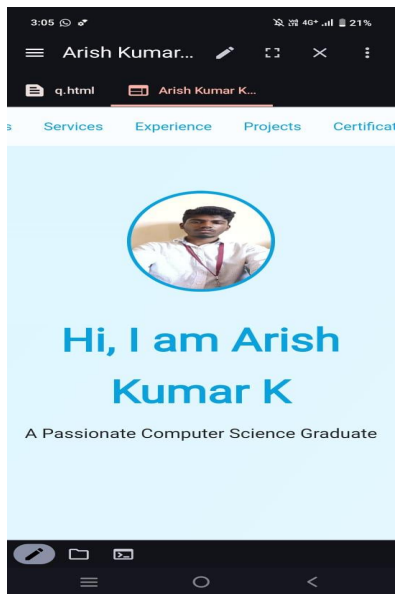 3:05 4G+ 21%
Arish Kumar...
q.html Arish Kumar K...
s Services Experience Projects Certificat
Hi, I am Arish
Kumar K
A Passionate Computer Science Graduate